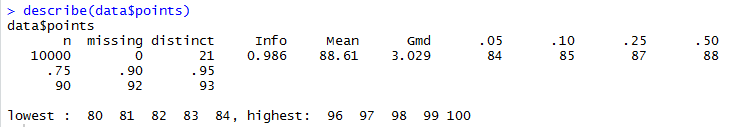 > describe(data$points)
data$points
n missing distinct Info Mean Gmd .05 .10 .25 .50
10000 0 21 0.986 88.61 3.029 84 85 87 88
.75 .90 .95
90 92 93
lowest : 80 81 82 83 84, highest: 96 97 98 99 100